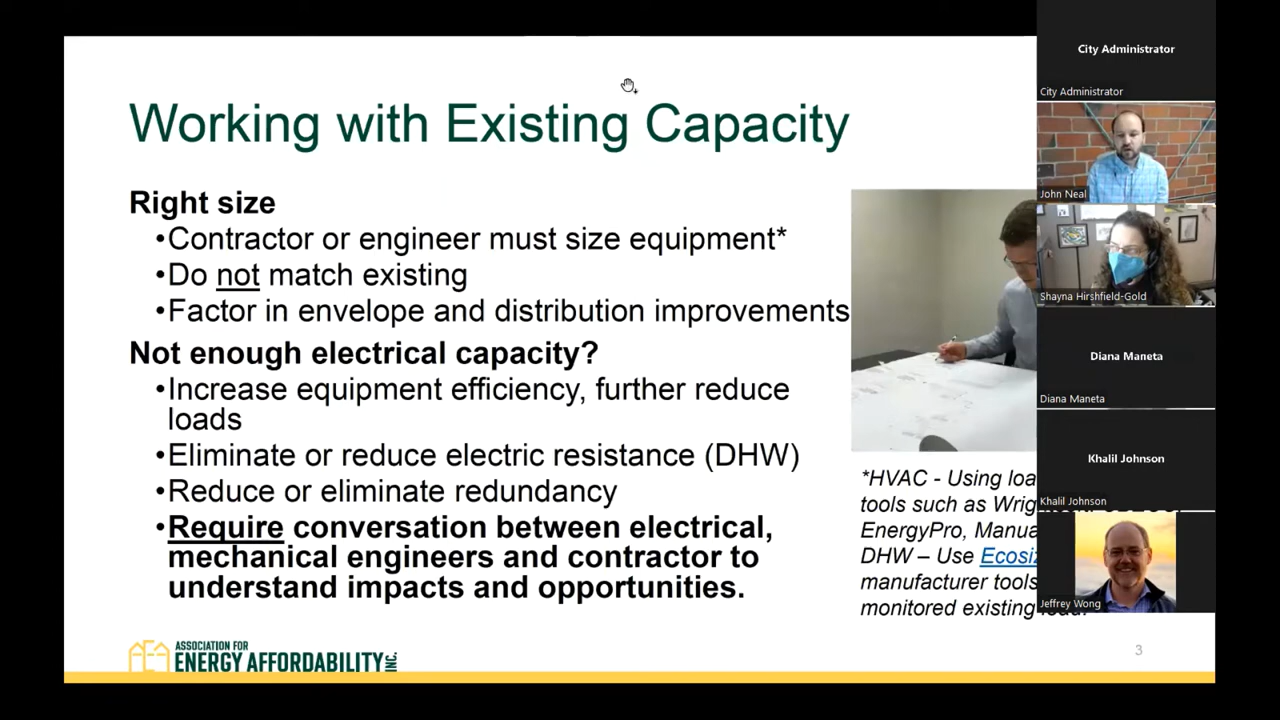 Working with Existing Capacity
Right size
•Contractor or engineer must size equipment*
•Do not match existing
•Factor in envelope and distribution improvements
Not enough electrical capacity?
•Increase equipment efficiency, further reduce
loads
•Eliminate or reduce electric resistance (DHW)
•Reduce or eliminate redundancy
•Require conversation between electrical,
mechanical engineers and contractor to
understand impacts and opportunities.
*HVAC - Using
tools such as
EnergyPro,
DHW – Use
manufacturer tools
monitored existing
ASSOCIATION FOR
ENERGY AFFORDABILITY INC.
3
City Administrator
City Administrator
John Neal
Shayna Hirshfield-Gold
Diana Maneta
Diana Maneta
Khalil Johnson
Khalil Johnson
Jeffrey Wong